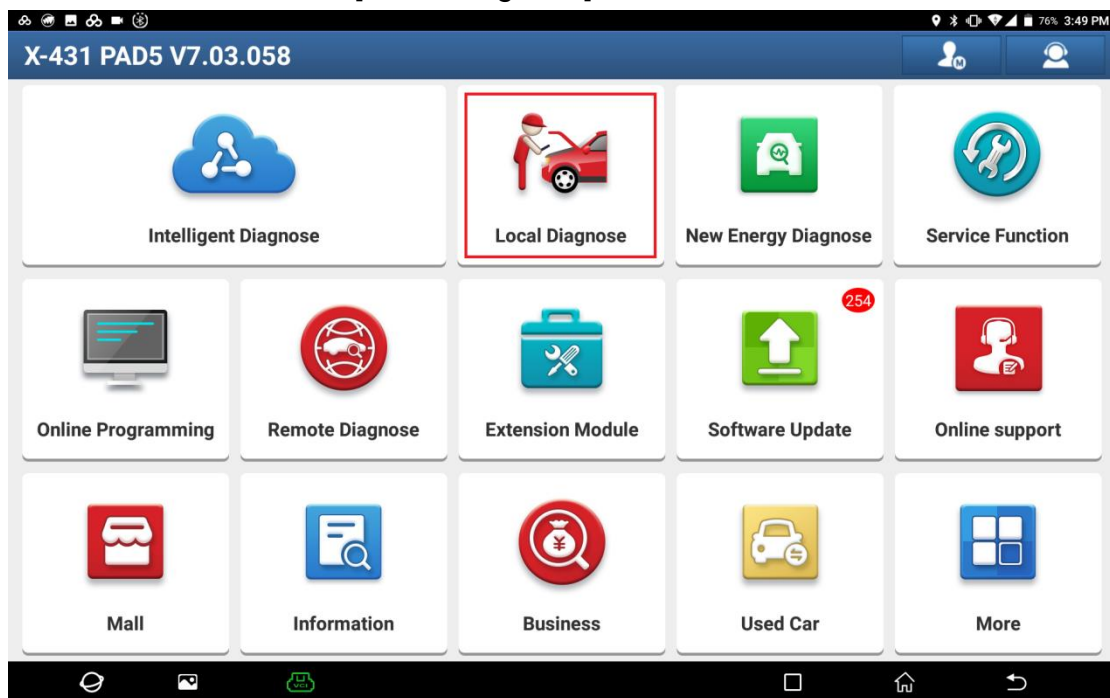 76% 3:49 PM
X-431 PAD5 V7.03.058
M
Intelligent Diagnose
Local Diagnose
New Energy Diagnose
Service Function
254
Online Programming
Remote Diagnose
Extension Module
Software Update
Online support
¥
Mall
Information
Business
Used Car
More
VCI